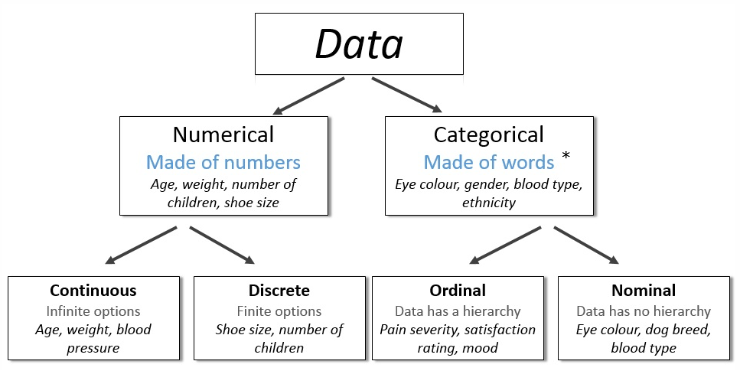 Data
Numerical
Made of numbers
Age, weight, number of
children, shoe size
Categorical
Made of words *
Eye colour, gender, blood type,
ethnicity
Continuous
Infinite options
Age, weight, blood
pressure
Discrete
Finite options
Shoe size, number of
children
Ordinal
Data has a hierarchy
Pain severity, satisfaction
rating, mood
Nominal
Data has no hierarchy
Eye colour, dog breed,
blood type